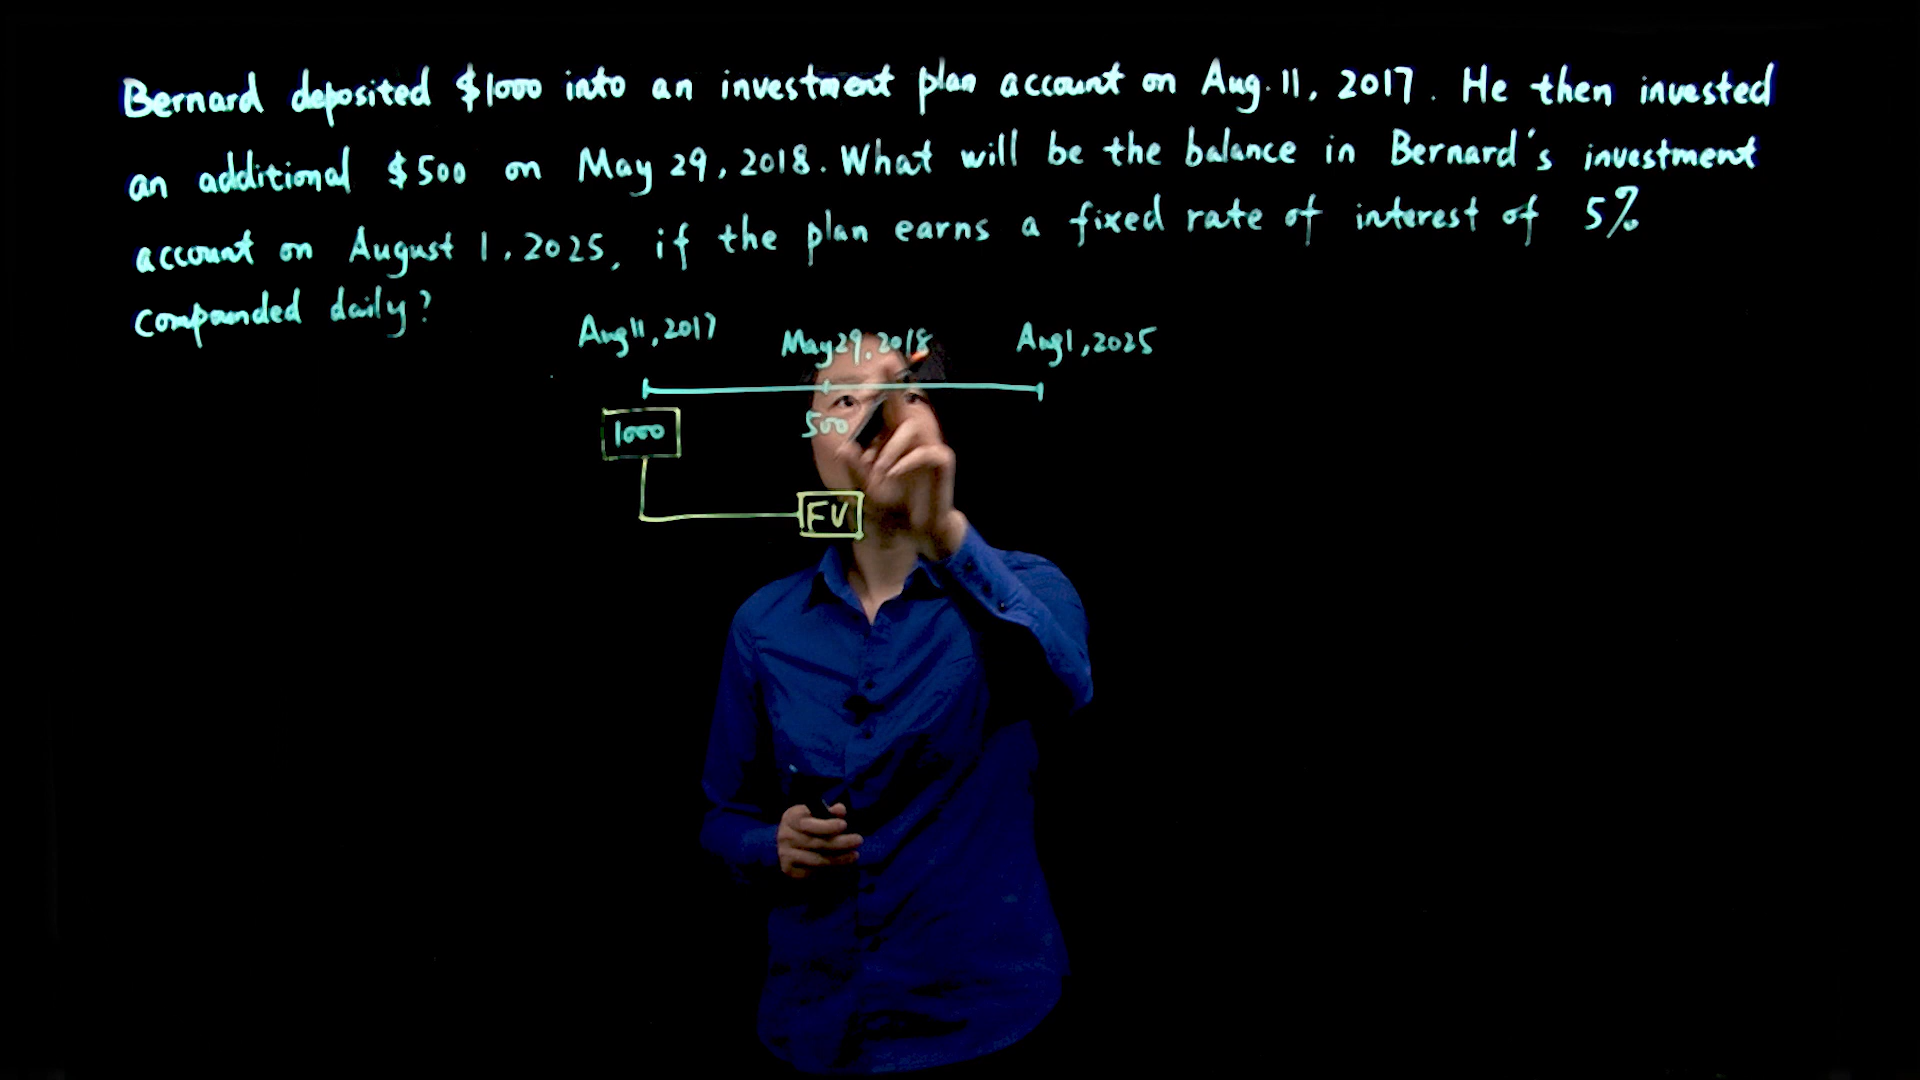 Bernard deposited $1000 into an investment plan account on Aug. 11, 2017. He then invested
an additional $500 on May 29, 2018. What will be the balance in Bernard's investment
account on August 1, 2025, if the plan earns a fixed rate of interest of 5%
compounded daily?
Aug 11, 2017 May 29, 2018 Aug 1, 2025
1000 500
FV